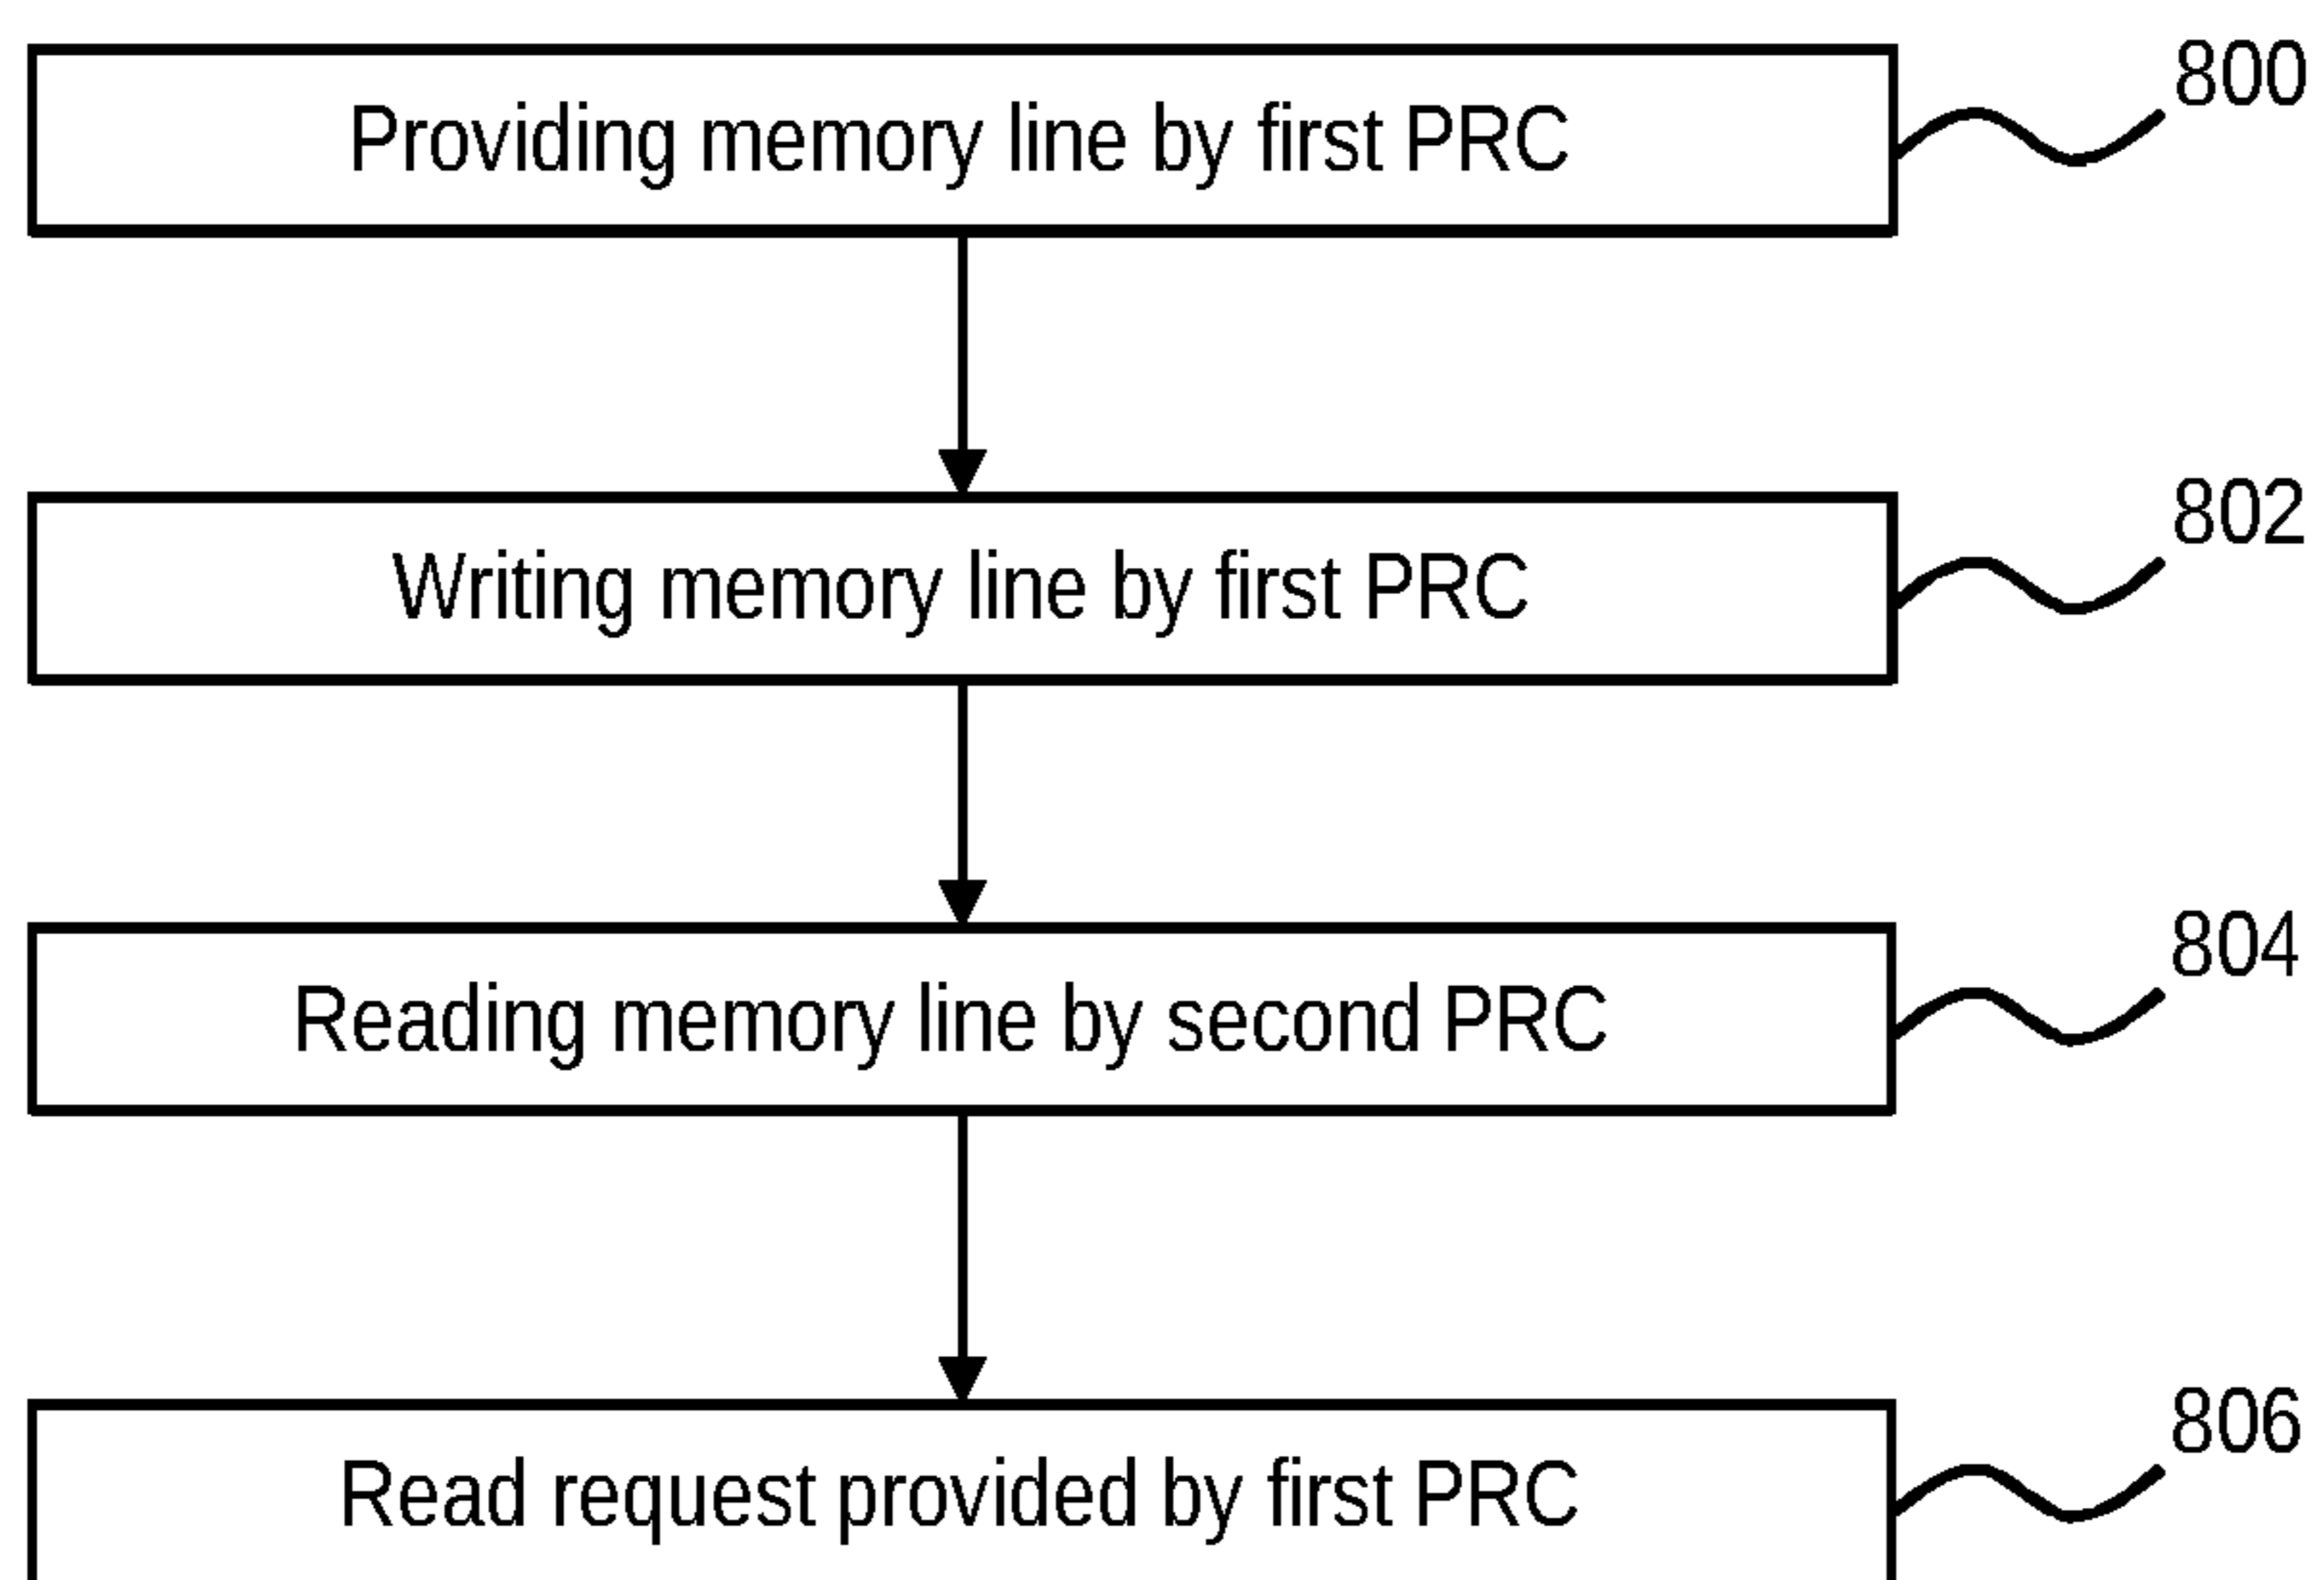 800
Providing memory line by first PRC
802
Writing memory line by first PRC
804
Reading memory line by second PRC
806
Read request provided by first PRC